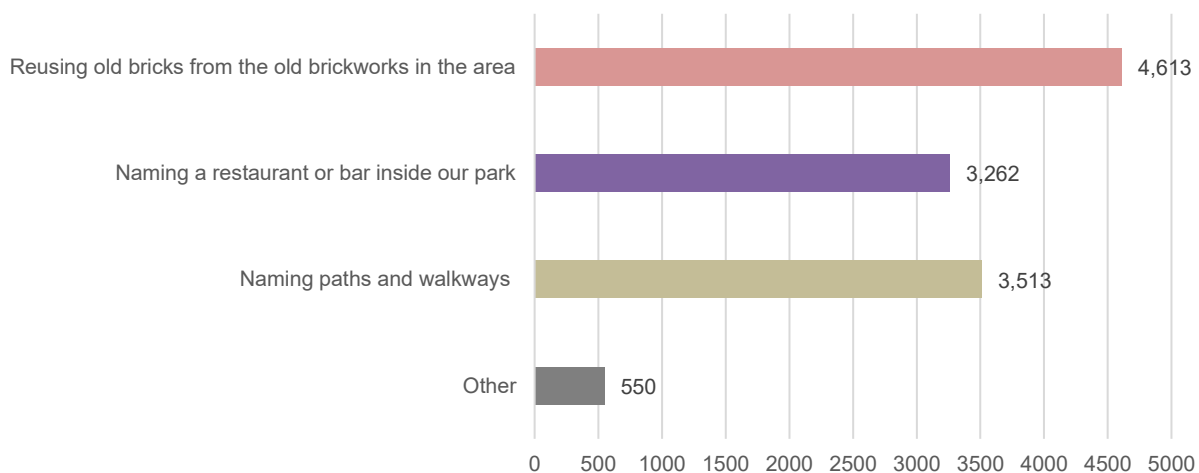 Reusing old bricks from the old brickworks in the area 4,613
Naming a restaurant or bar inside our park 3,262
Naming paths and walkways 3,513
Other 550
0 500 1000 1500 2000 2500 3000 3500 4000 4500 5000